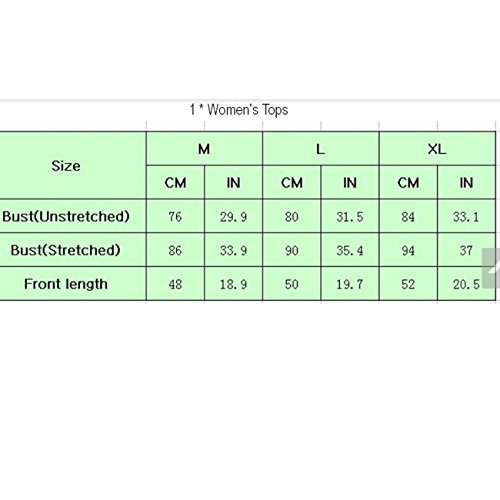 1 * Women's Tops
Size M L XL
CM IN CM IN CM IN
Bust(Unstretched) 76 29.9 80 31.5 84 33.1
Bust(Stretched) 86 33.9 90 35.4 94 37
Front length 48 18.9 50 19.7 52 20.5